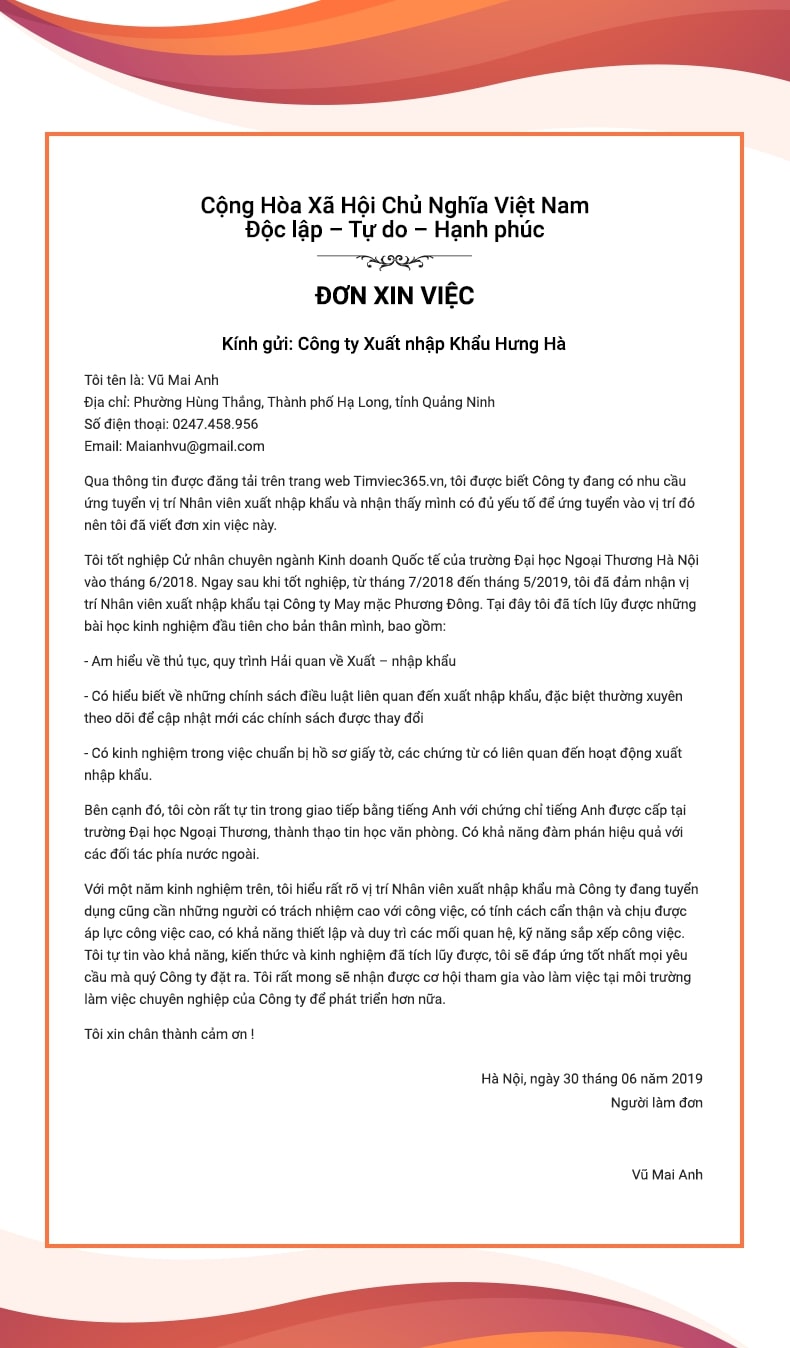 Cộng Hòa Xã Hội Chủ Nghĩa Việt Nam
Độc lập – Tự do – Hạnh phúc
ĐƠN XIN VIỆC
Kính gửi: Công ty Xuất nhập Khẩu Hưng Hà
Tôi tên là: Vũ Mai Anh
Địa chỉ: Phường Hùng Thắng, Thành phố Hạ Long, tỉnh Quảng Ninh
Số điện thoại: 0247.458.956
Email: Maianhvu@gmail.com
Qua thông tin được đăng tải trên trang web Timviec365.vn, tôi được biết Công ty đang có nhu cầu
ứng tuyển vị trí Nhân viên xuất nhập khẩu và nhận thấy mình có đủ yếu tố để ứng tuyển vào vị trí đó
nên tôi đã viết đơn xin việc này.
Tôi tốt nghiệp Cử nhân chuyên ngành Kinh doanh Quốc tế của trường Đại học Ngoại Thương Hà Nội
vào tháng 6/2018. Ngay sau khi tốt nghiệp, từ tháng 7/2018 đến tháng 5/2019, tôi đã đảm nhận vị
trí Nhân viên xuất nhập khẩu tại Công ty May mặc Phương Đông. Tại đây tôi đã tích lũy được những
bài học kinh nghiệm đầu tiên cho bản thân mình, bao gồm:
- Am hiểu về thủ tục, quy trình Hải quan về Xuất – nhập khẩu
- Có hiểu biết về những chính sách điều luật liên quan đến xuất nhập khẩu, đặc biệt thường xuyên
theo dõi để cập nhật mới các chính sách được thay đổi
- Có kinh nghiệm trong việc chuẩn bị hồ sơ giấy tờ, các chứng từ có liên quan đến hoạt động xuất
nhập khẩu.
Bên cạnh đó, tôi còn rất tự tin trong giao tiếp bằng tiếng Anh với chứng chỉ tiếng Anh được cấp tại
trường Đại học Ngoại Thương, thành thạo tin học văn phòng. Có khả năng đàm phán hiệu quả với
các đối tác phía nước ngoài.
Với một năm kinh nghiệm trên, tôi hiểu rất rõ vị trí Nhân viên xuất nhập khẩu mà Công ty đang tuyển
dụng cũng cần những người có trách nhiệm cao với công việc, có tính cách cẩn thận và chịu được
áp lực công việc cao, có khả năng thiết lập và duy trì các mối quan hệ, kỹ năng sắp xếp công việc.
Tôi tự tin vào khả năng, kiến thức và kinh nghiệm đã tích lũy được, tôi sẽ đáp ứng tốt nhất mọi yêu
cầu mà quý Công ty đặt ra. Tôi rất mong sẽ nhận được cơ hội tham gia vào làm việc tại môi trường
làm việc chuyên nghiệp của Công ty để phát triển hơn nữa.
Tôi xin chân thành cảm ơn !
Hà Nội, ngày 30 tháng 06 năm 2019
Người làm đơn
Vũ Mai Anh